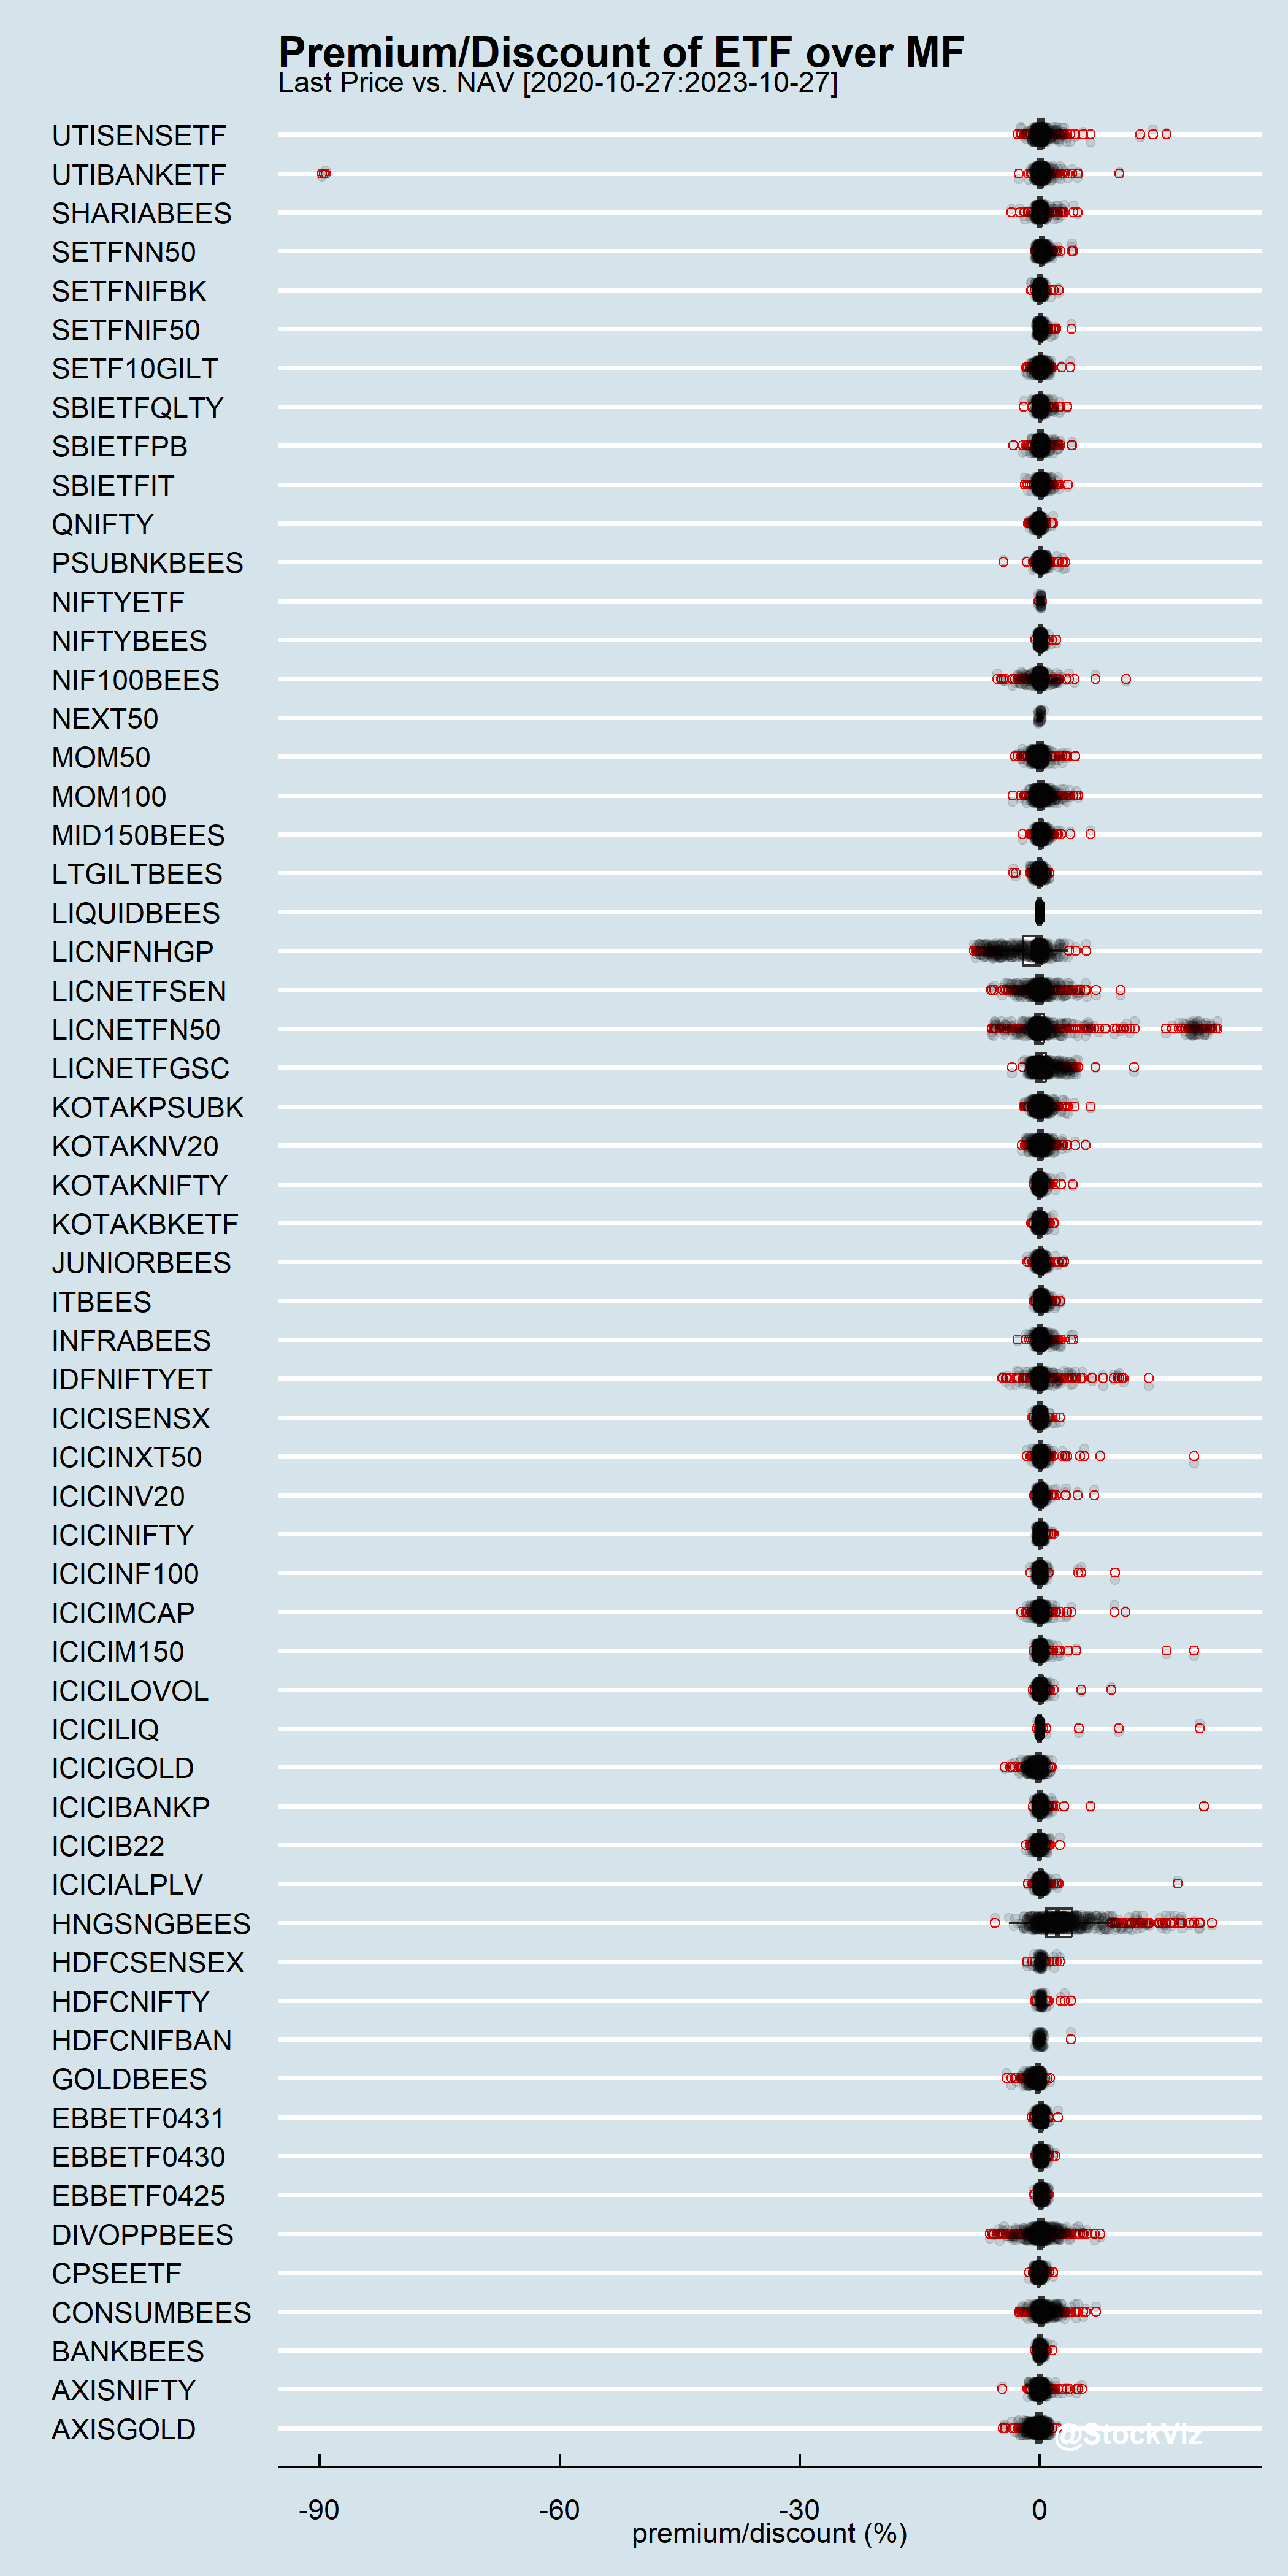 Premium/Discount of ETF over MF
Last Price vs. NAV [2020-10-27:2023-10-27]
UTISENSETF
UTIBANKETF
SHARIABEES
SETFNN50
SETFNIFBK
SETFNIF50
SETF10GILT
SBIETFQLTY
SBIETFPB
SBIETFIT
QNIFTY
PSUBNKBEES
NIFTYETF
NIFTYBEES
NIF100BEES
NEXT50
MOM50
MOM100
MID150BEES
LTGILTBEES
LIQUIDBEES
LICNFNHGP
LICNETFSEN
LICNETFN50
LICNETFGSC
KOTAKPSUBK
KOTAKNV20
KOTAKNIFTY
KOTAKBKETF
JUNIORBEES
ITBEES
INFRABEES
IDFNIFTYET
ICICISENSX
ICICINXT50
ICICINV20
ICICINIFTY
ICICINF100
ICICIMCAP
ICICIM150
ICICILOVOL
ICICILIQ
ICICIGOLD
ICICIBANKP
ICICIB22
ICICIALPLV
HNGSNGBEES
HDFCSENSEX
HDFCNIFTY
HDFCNIFBAN
GOLDBEES
EBBETF0431
EBBETF0430
EBBETF0425
DIVOPPBEES
CPSEETF
CONSUMBEES
BANKBEES
AXISNIFTY
AXISGOLD
@StockViz
-90 -60 -30 0
premium/discount (%)